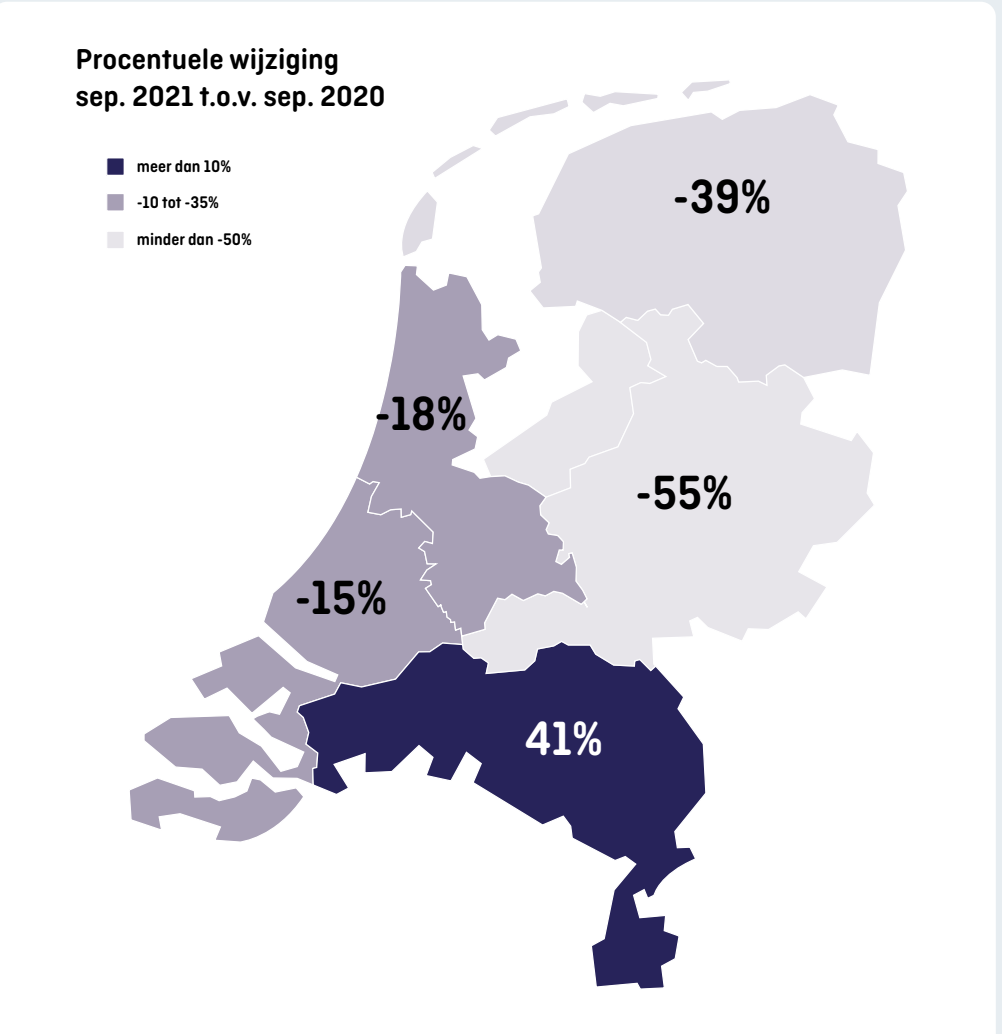 Procentuele wijziging
sep. 2021 t.o.v. sep. 2020
meer dan 10%
-10 tot -35%
minder dan -50%
-39%
-18%
-55%
-15%
41%